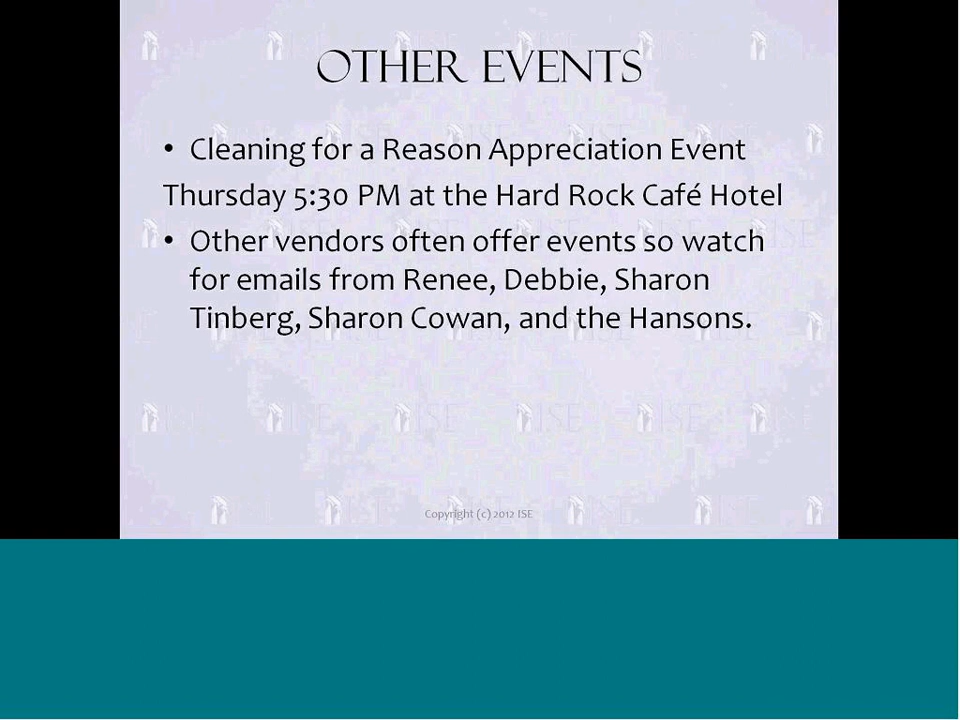 OTHER EVENTS
• Cleaning for a Reason Appreciation Event
Thursday 5:30 PM at the Hard Rock Café Hotel
• Other vendors often offer events so watch
for emails from Renee, Debbie, Sharon
Tinberg, Sharon Cowan, and the Hansons.
Copyright (c) 2012 ISE